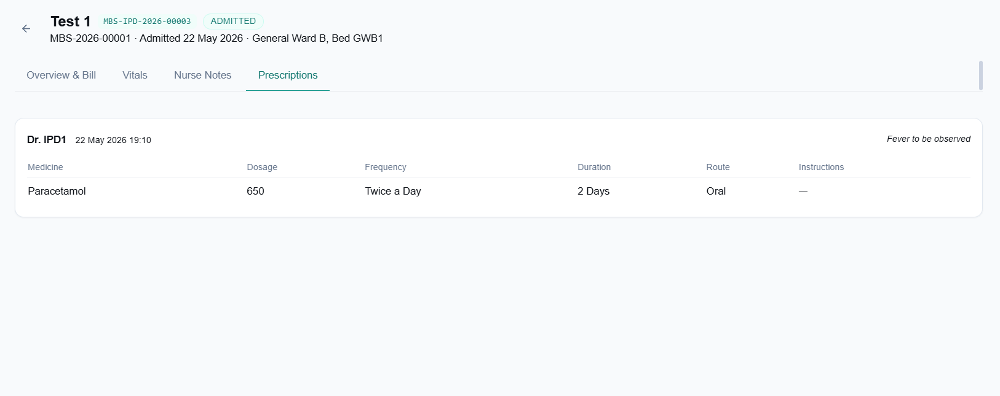 Test 1 MBS-IPD-2026-00003 ADMITTED
MBS-2026-00001 · Admitted 22 May 2026 · General Ward B, Bed GWB1
Overview & Bill Vitals Nurse Notes Prescriptions
Dr. IPD1 22 May 2026 19:10 Fever to be observed
Medicine Dosage Frequency Duration Route Instructions
Paracetamol 650 Twice a Day 2 Days Oral —